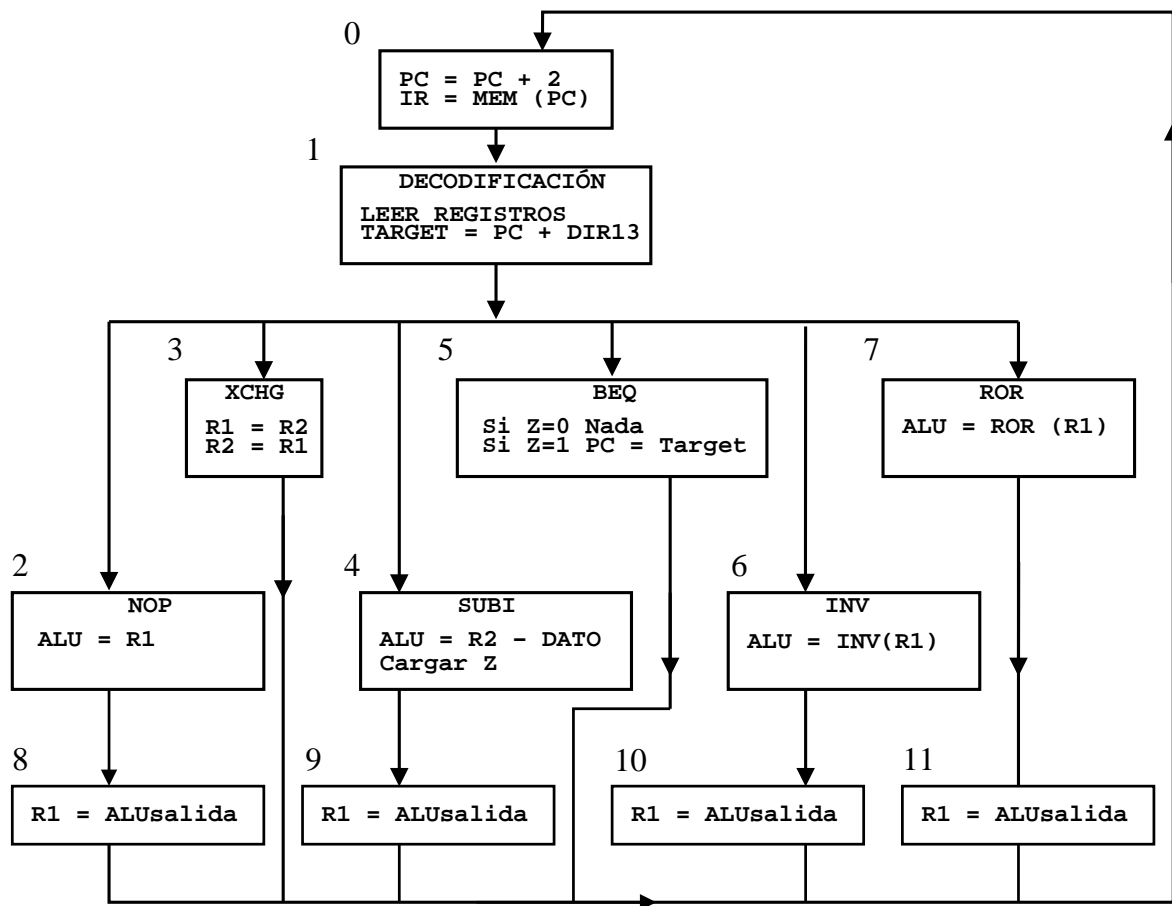 0
PC = PC + 2
IR = MEM (PC)
1
DECODIFICACIÓN
LEER REGISTROS
TARGET = PC + DIR13
3
XCHG
R1 = R2
R2 = R1
5
BEQ
Si Z=0 Nada
Si Z=1 PC = Target
7
ROR
ALU = ROR (R1)
2
NOP
ALU = R1
4
SUBI
ALU = R2 – DATO
Cargar Z
6
INV
ALU = INV(R1)
8
R1 = ALUsalida
9
R1 = ALUsalida
10
R1 = ALUsalida
11
R1 = ALUsalida